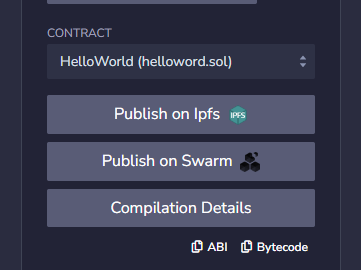 CONTRACT
HelloWorld (helloword.sol)
Publish on Ipfs IPFS
Publish on Swarm
Compilation Details
ABI Bytecode